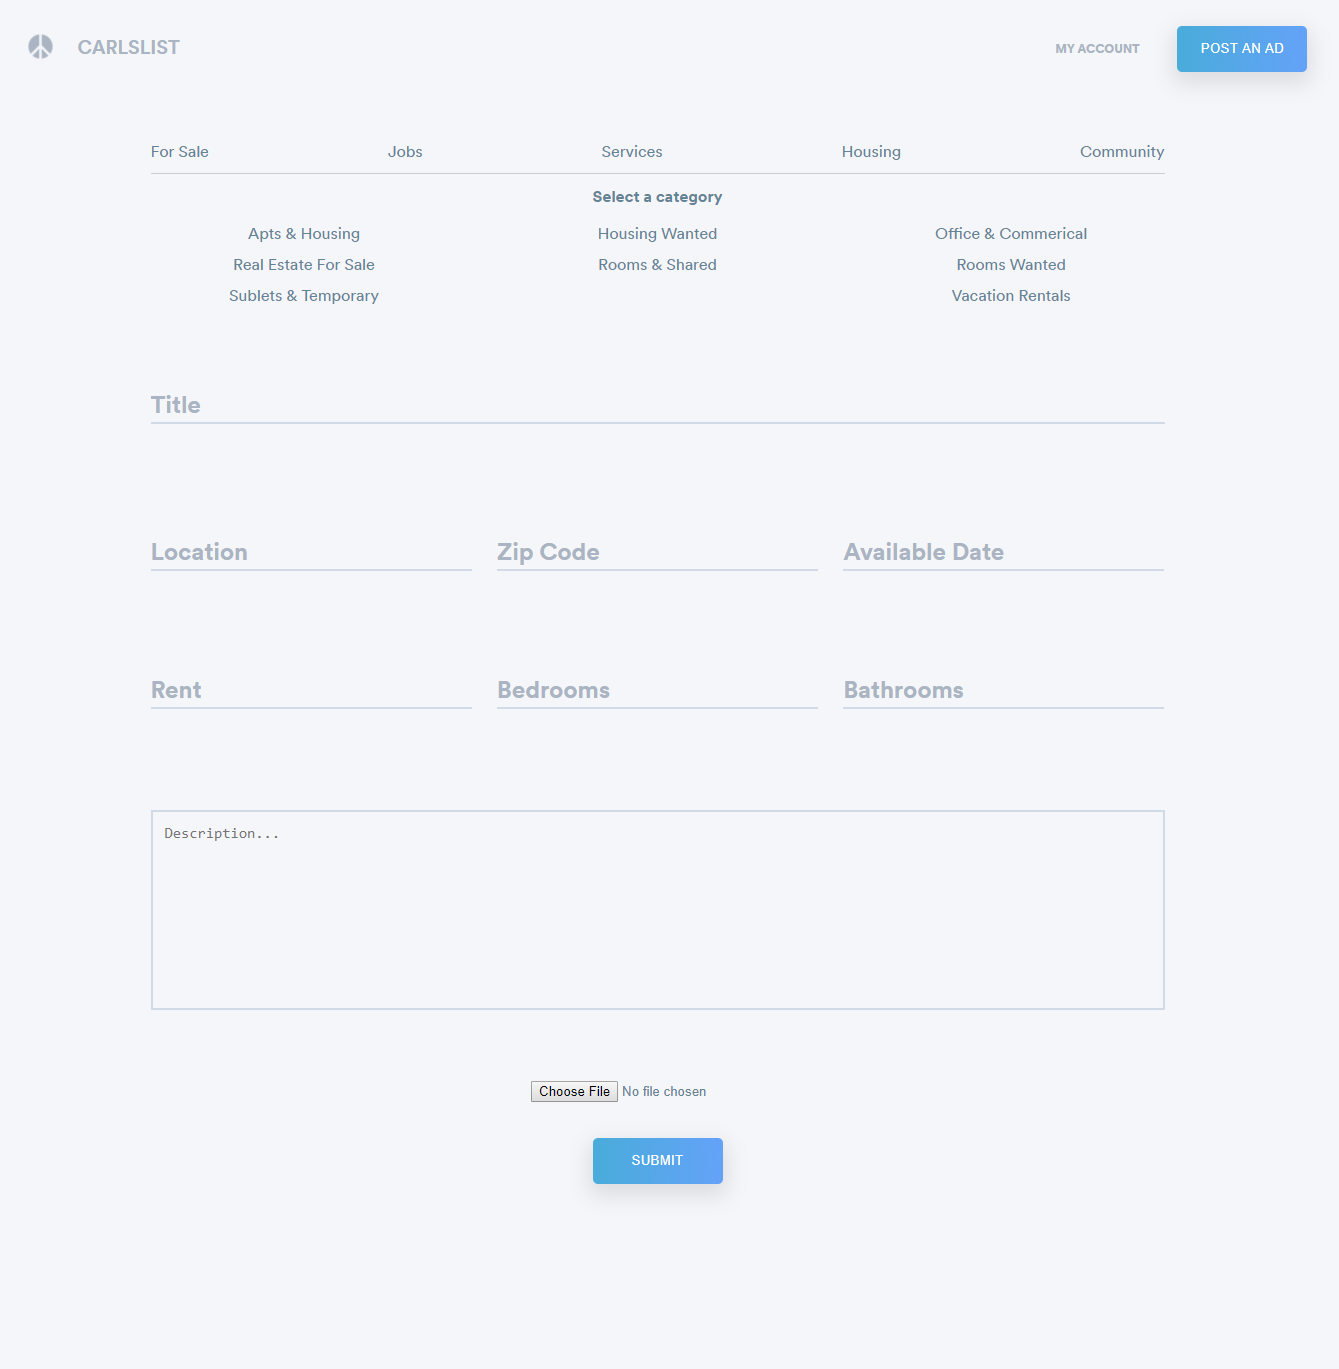 CARLSLIST
MY ACCOUNT
POST AN AD
For Sale Jobs Services Housing Community
Select a category
Apts & Housing Housing Wanted Office & Commerical
Real Estate For Sale Rooms & Shared Rooms Wanted
Sublets & Temporary Vacation Rentals
Title
Location Zip Code Available Date
Rent Bedrooms Bathrooms
Description...
Choose File No file chosen
SUBMIT